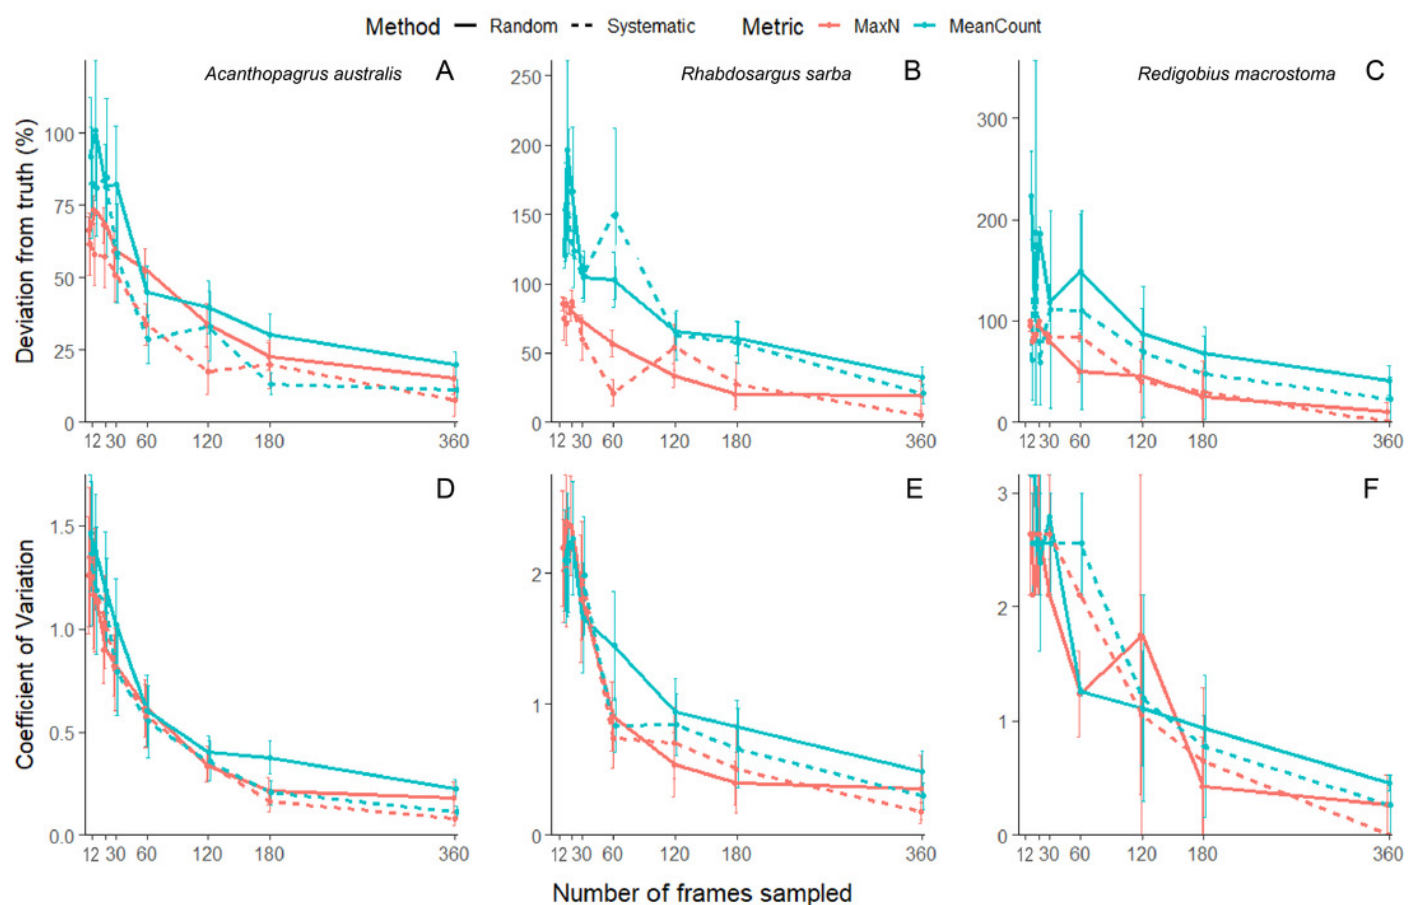 Method Random Systematic Metric MaxN MeanCount
Acanthopagrus australis A
Rhabdosargus sarba B
Redigobius macrostoma C
Deviation from truth (%)
100
75
50
25
0
12 30 60 120 180 360
250
200
150
100
50
0
12 30 60 120 180 360
300
200
100
0
12 30 60 120 180 360
D
E
F
Coefficient of Variation
1.5
1.0
0.5
0.0
12 30 60 120 180 360
2
1
0
12 30 60 120 180 360
3
2
1
0
12 30 60 120 180 360
Number of frames sampled